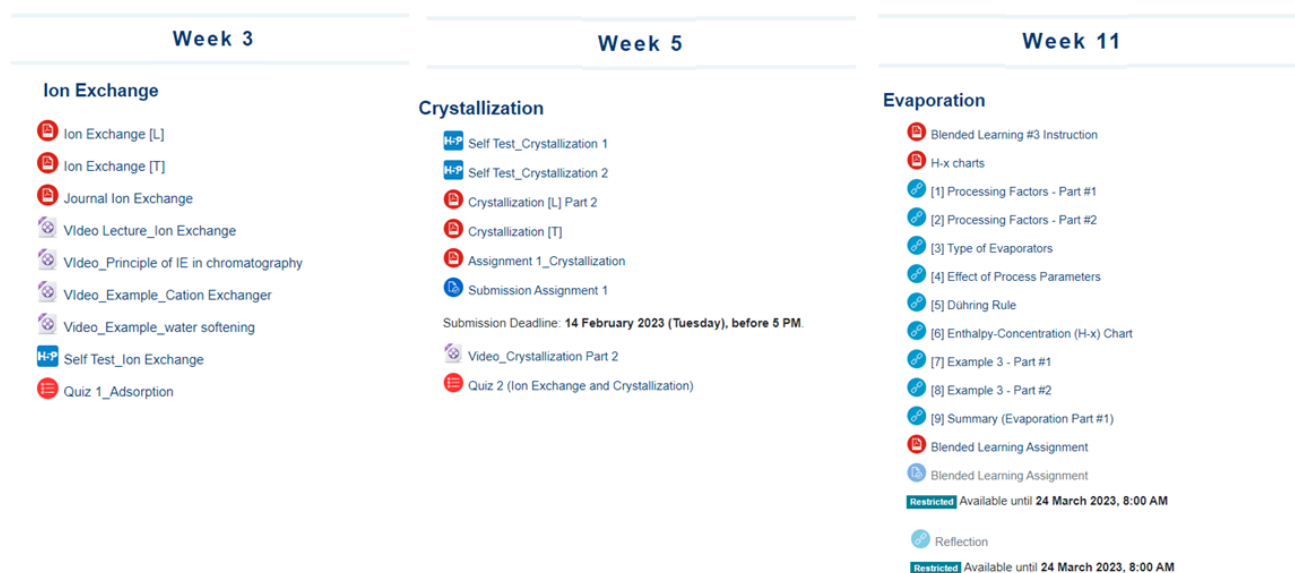 Week 3
Ion Exchange
Ion Exchange [L]
Ion Exchange [T]
Journal Ion Exchange
VIdeo Lecture_Ion Exchange
VIdeo_Principle of IE in chromatography
VIdeo_Example_Cation Exchanger
Video_Example_water softening
H-P Self Test_Ion Exchange
Quiz 1_Adsorption
Week 5
Crystallization
H-P Self Test_Crystallization 1
H-P Self Test_Crystallization 2
Crystallization [L] Part 2
Crystallization [T]
Assignment 1_Crystallization
Submission Assignment 1
Submission Deadline: 14 February 2023 (Tuesday), before 5 PM.
Video_Crystallization Part 2
Quiz 2 (Ion Exchange and Crystallization)
Week 11
Evaporation
Blended Learning #3 Instruction
H-x charts
[1] Processing Factors - Part #1
[2] Processing Factors - Part #2
[3] Type of Evaporators
[4] Effect of Process Parameters
[5] Dühring Rule
[6] Enthalpy-Concentration (H-x) Chart
[7] Example 3 - Part #1
[8] Example 3 - Part #2
[9] Summary (Evaporation Part #1)
Blended Learning Assignment
Blended Learning Assignment
Restricted Available until 24 March 2023, 8:00 AM
Reflection
Restricted Available until 24 March 2023, 8:00 AM